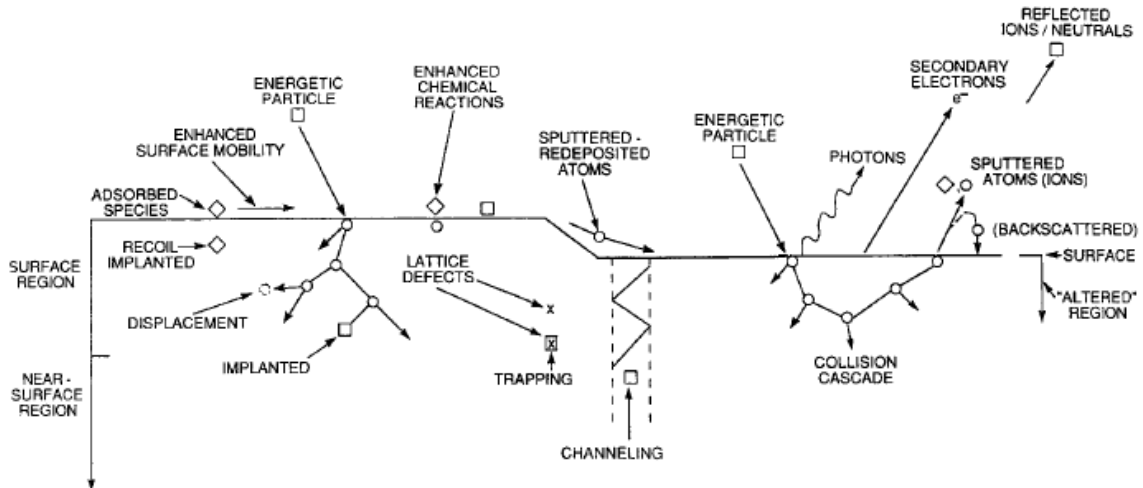 REFLECTED
IONS / NEUTRALS
SECONDARY
ELECTRONS
e–
ENERGETIC
PARTICLE
ENHANCED
CHEMICAL
REACTIONS
ENERGETIC
PARTICLE
ENHANCED
SURFACE MOBILITY
SPUTTERED -
REDEPOSITED
ATOMS
PHOTONS
SPUTTERED
ATOMS (IONS)
ADSORBED
SPECIES
(BACKSCATTERED)
RECOIL
IMPLANTED
SURFACE
SURFACE
REGION
LATTICE
DEFECTS
"ALTERED"
REGION
DISPLACEMENT
x
x
IMPLANTED
TRAPPING
COLLISION
CASCADE
NEAR -
SURFACE
REGION
CHANNELING